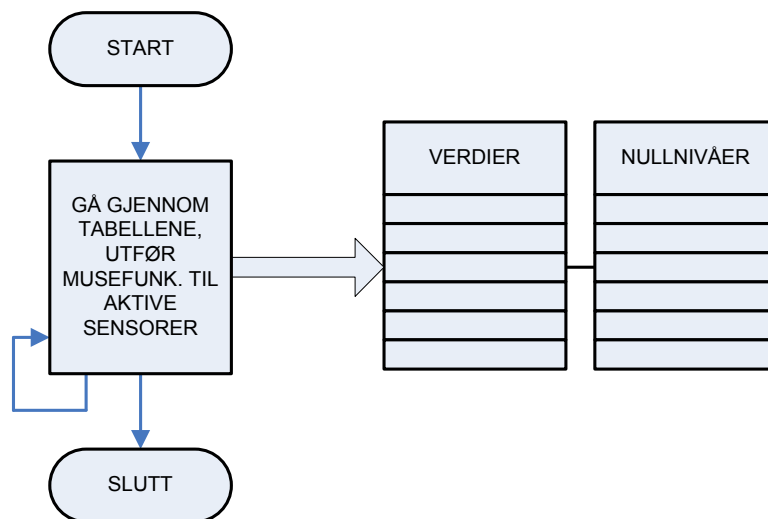 START
GÅ GJENNOM
TABELLENE,
UTFØR
MUSEFUNK. TIL
AKTIVE
SENSORER
VERDIER
NULLNIVÅER
SLUTT